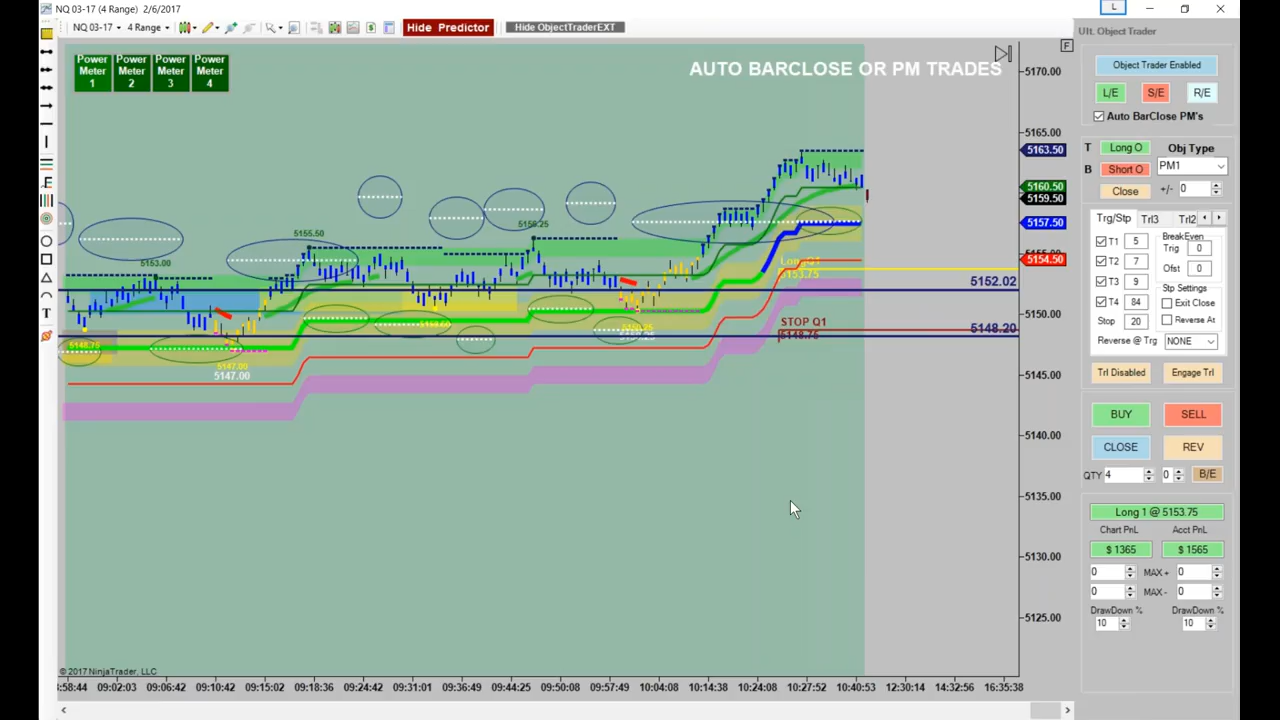 NQ 03-17 (4 Range) 2/6/2017
L
NQ 03-17 4 Range
Hide Predictor
Hide ObjectTraderEXT
Power Meter 1
Power Meter 2
Power Meter 3
Power Meter 4
AUTO BARCLOSE OR PM TRADES
F
5170.00
5165.00
5163.50
5160.50
5159.50
5157.50
5154.50
5150.00
5145.00
5140.00
5135.00
5130.00
5125.00
5153.00
5155.50
5152.02
5148.20
STOP Q1
5148.75
5153.75
5148.75
5147.00
5147.00
© 2017 NinjaTrader, LLC
09:02:03 09:06:42 09:10:42 09:15:02 09:18:36 09:24:42 09:31:01 09:36:49 09:44:25 09:50:08 09:57:49 10:04:08 10:14:38 10:24:08 10:27:52 10:40:53 12:30:14 14:32:56 16:35:38
Ult. Object Trader
Object Trader Enabled
L/E S/E R/E
Auto BarClose PM's
T Long O Obj Type
B Short O PM1
Close +/- 0
Trg/Stp Trl3 Trl2
T1 5
T2 7
T3 9
T4 84
Stop 20
BreakEven
Trig 0
Ofst 0
Stp Settings
Exit Close
Reverse At
Reverse @ Trg NONE
Trl Disabled Engage Trl
BUY SELL
CLOSE REV
QTY 4 0 B/E
Long 1 @ 5153.75
Chart PnL Acct PnL
$ 1365 $ 1565
0 MAX + 0
0 MAX - 0
DrawDown % DrawDown %
10 10